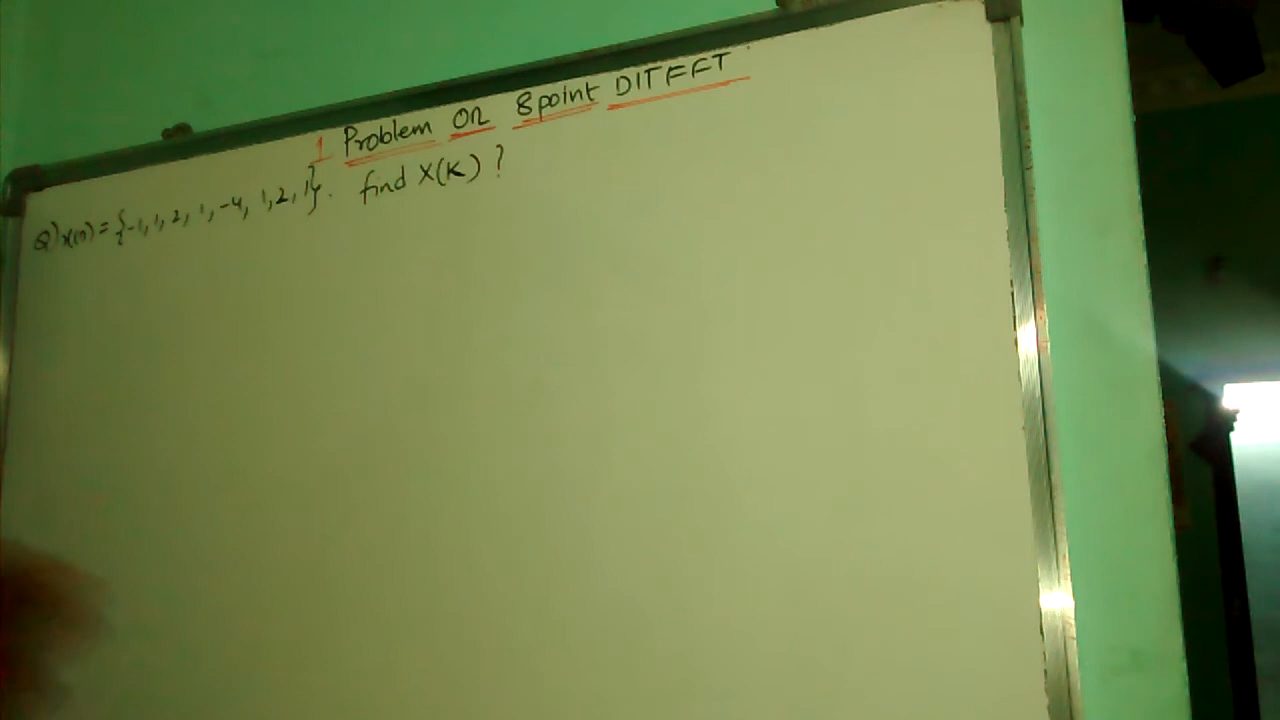 1 Problem on 8point DITFFT
Q) x(n) = {-1, 1, 2, 1, -4, 1, 2, 1}. find X(K) ?